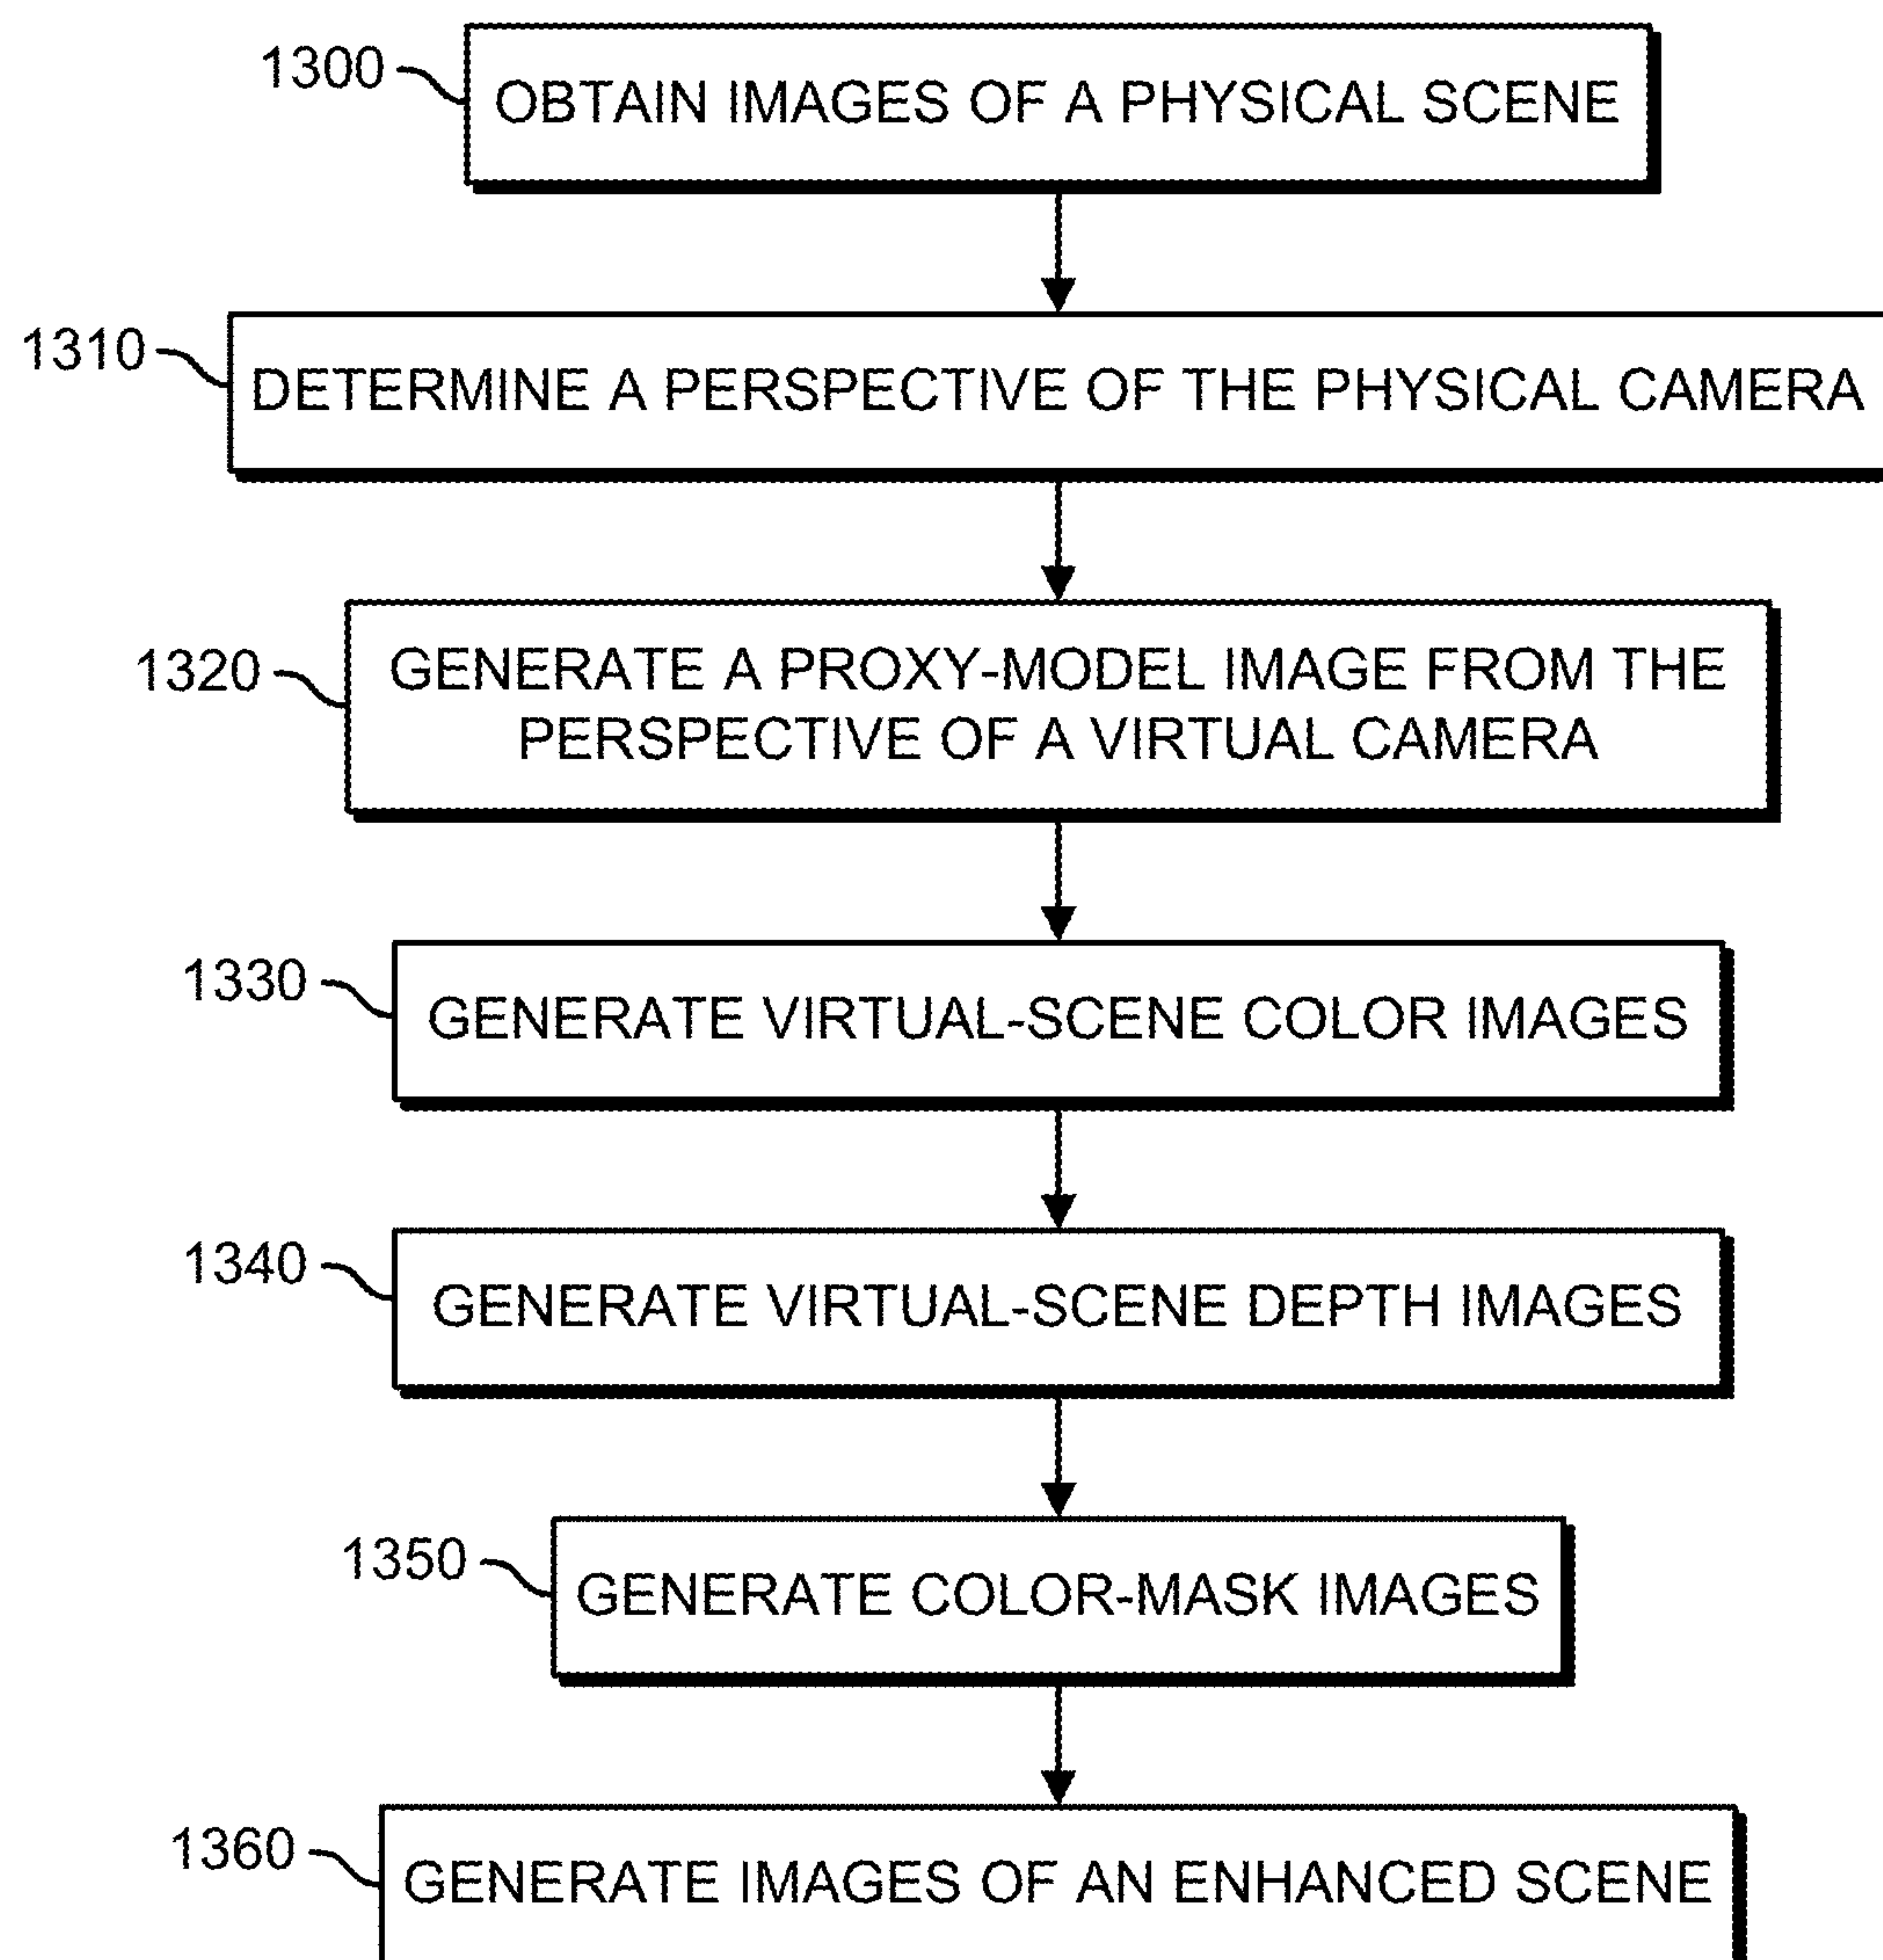 1300
OBTAIN IMAGES OF A PHYSICAL SCENE
1310
DETERMINE A PERSPECTIVE OF THE PHYSICAL CAMERA
1320
GENERATE A PROXY-MODEL IMAGE FROM THE
PERSPECTIVE OF A VIRTUAL CAMERA
1330
GENERATE VIRTUAL-SCENE COLOR IMAGES
1340
GENERATE VIRTUAL-SCENE DEPTH IMAGES
1350
GENERATE COLOR-MASK IMAGES
1360
GENERATE IMAGES OF AN ENHANCED SCENE